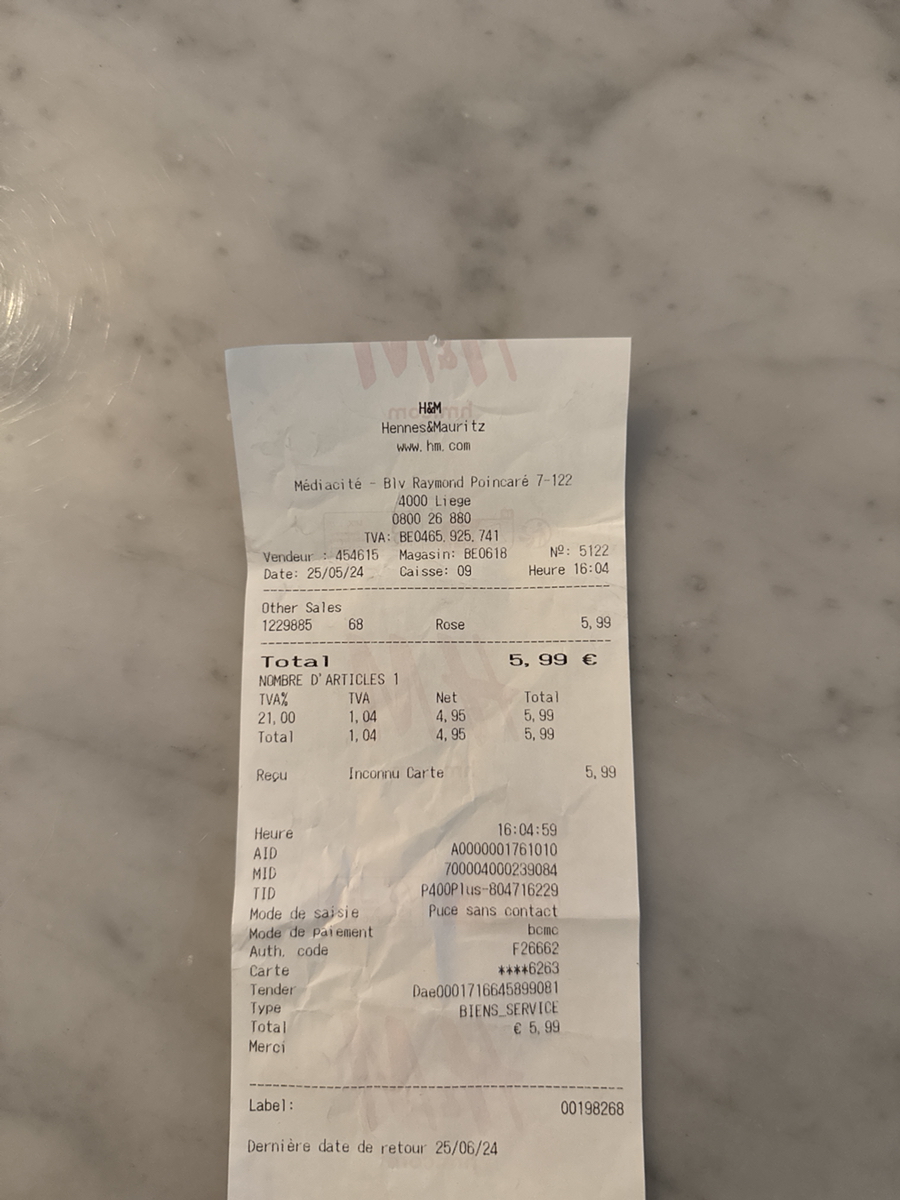 H&M
Hennes&Mauritz
www.hm.com
Médiacité - Blv Raymond Poincaré 7-122
4000 Liege
0800 26 880
TVA: BE0465.925.741
Vendeur : 454615 Magasin: BE0618 Nº: 5122
Date: 25/05/24 Caisse: 09 Heure 16:04
Other Sales
1229885 68 Rose 5,99
Total 5,99 €
NOMBRE D'ARTICLES 1
TVA% TVA Net Total
21,00 1,04 4,95 5,99
Total 1,04 4,95 5,99
Reçu Inconnu Carte 5,99
Heure 16:04:59
AID A0000001761010
MID 700004000239084
TID P400Plus-804716229
Mode de saisie Puce sans contact
Mode de paiement bcmc
Auth. code F26662
Carte ****6263
Tender Dae0001716645899081
Type BIENS_SERVICE
Total € 5,99
Merci
Label: 00198268
Dernière date de retour 25/06/24